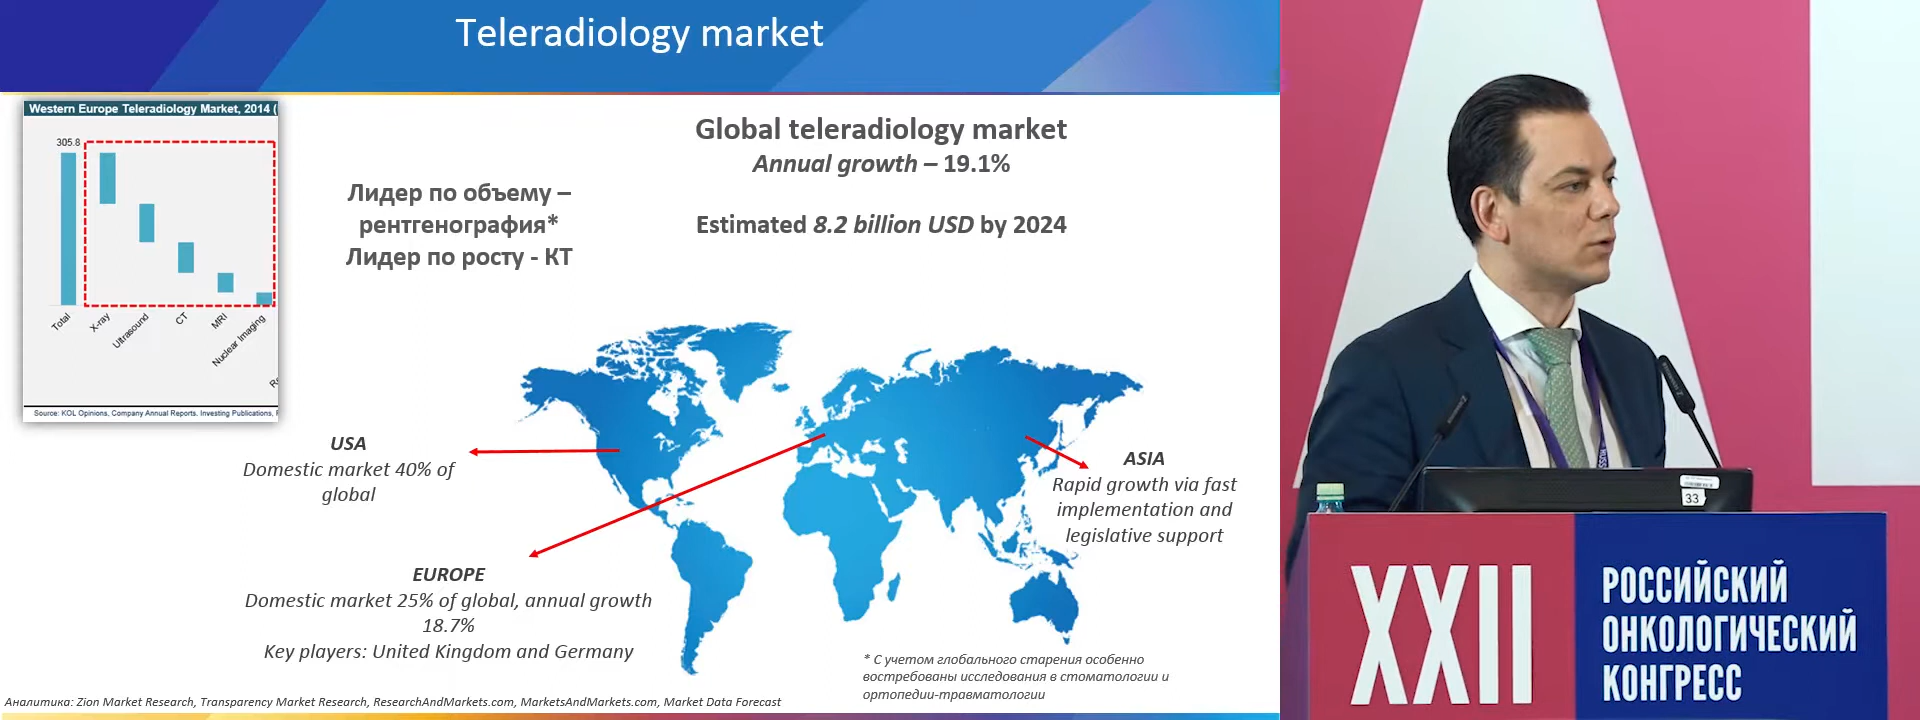 Teleradiology market
Western Europe Teleradiology Market, 2014 (
305.8
Total
X-ray
Ultrasound
CT
MRI
Nuclear Imaging
Source: KOL Opinions, Company Annual Reports. Investing Publications,
Лидер по объему –
рентгенография*
Лидер по росту - КТ
Global teleradiology market
Annual growth – 19.1%
Estimated 8.2 billion USD by 2024
USA
Domestic market 40% of
global
EUROPE
Domestic market 25% of global, annual growth
18.7%
Key players: United Kingdom and Germany
ASIA
Rapid growth via fast
implementation and
legislative support
* С учетом глобального старения особенно
востребованы исследования в стоматологии и
ортопедии-травматологии
Аналитика: Zion Market Research, Transparency Market Research, ResearchAndMarkets.com, MarketsAndMarkets.com, Market Data Forecast
33
XXII
РОССИЙСКИЙ
ОНКОЛОГИЧЕСКИЙ
КОНГРЕСС